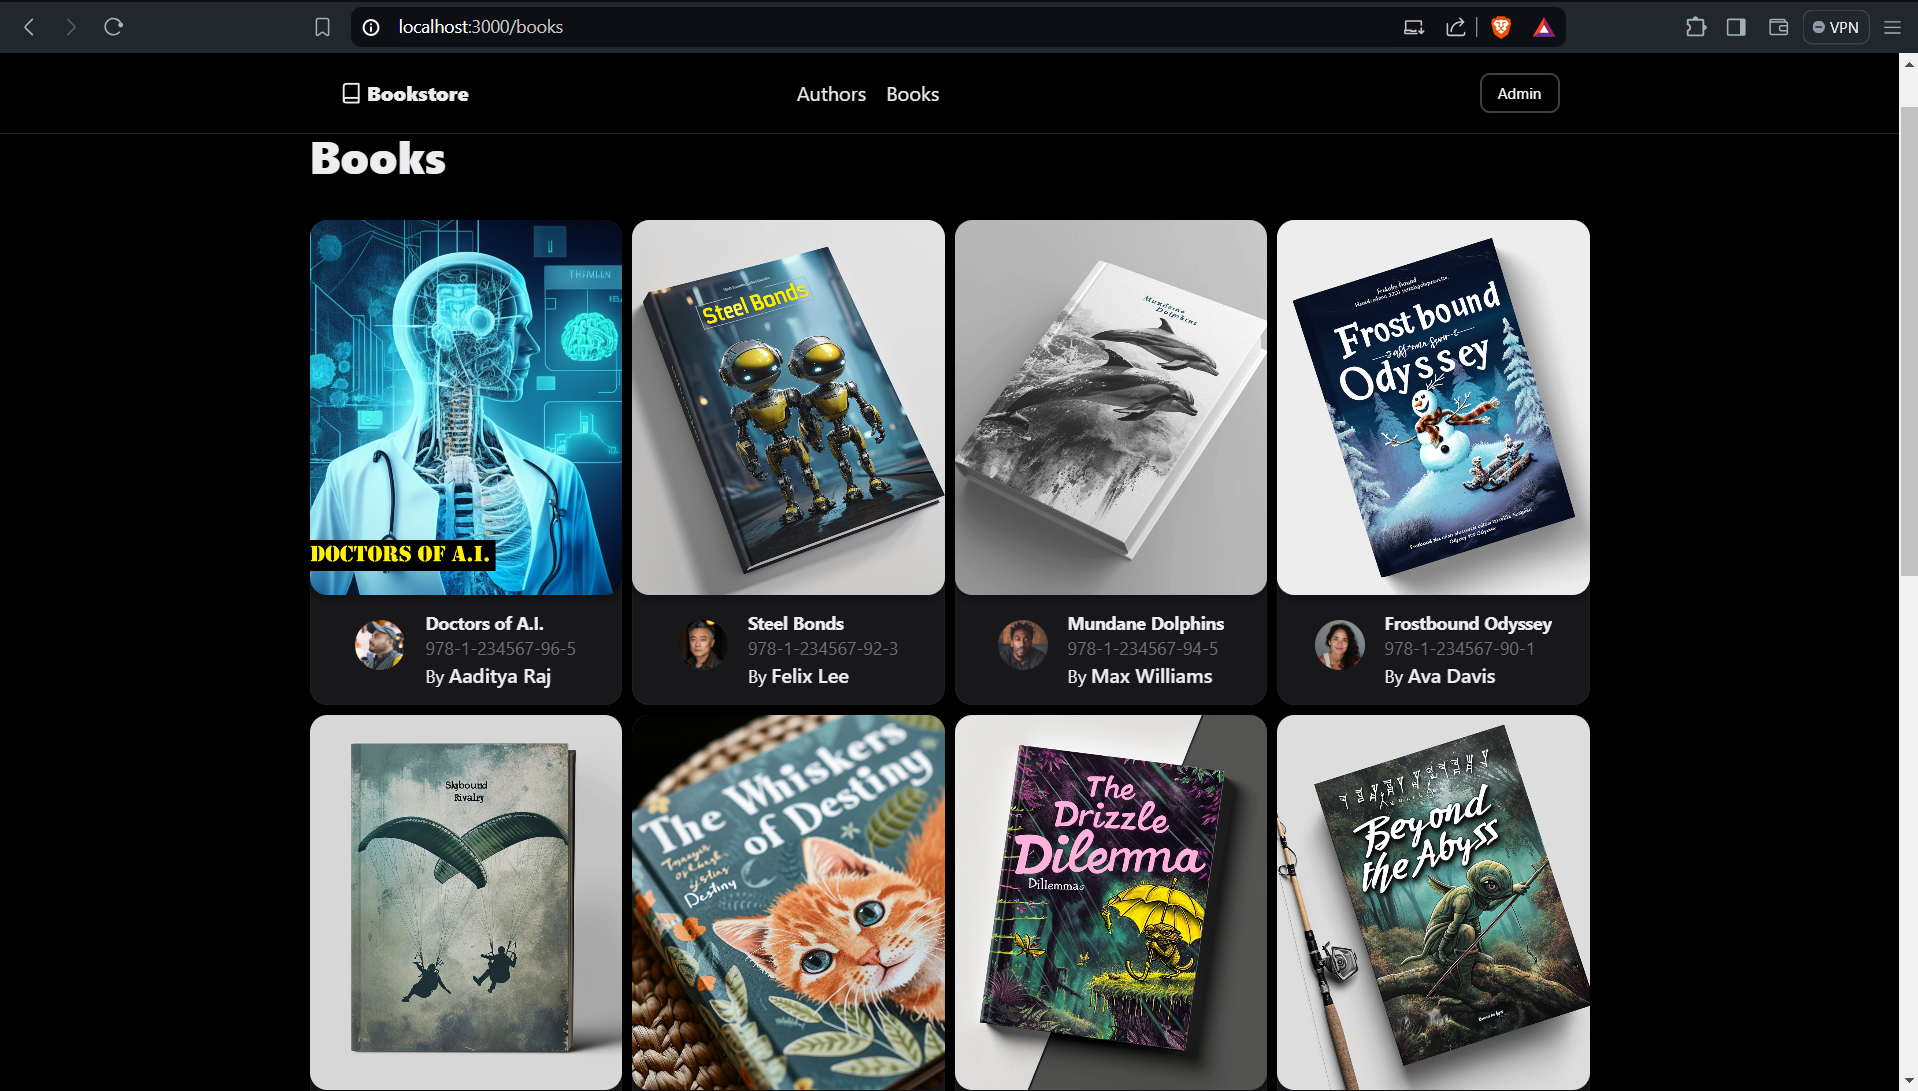 localhost:3000/books
VPN
Bookstore
Authors
Books
Admin
Books
THMMLN
DOCTORS OF A.I.
Steel Bonds
Mundane
Dolphins
Frostbound
Odyssey
Doctors of A.I.
978-1-234567-96-5
By Aaditya Raj
Steel Bonds
978-1-234567-92-3
By Felix Lee
Mundane Dolphins
978-1-234567-94-5
By Max Williams
Frostbound Odyssey
978-1-234567-90-1
By Ava Davis
Skybound
Rivalry
The Whiskers
of Destiny
Destiny
The
Drizzle
Dilemma
Dillemmas
Beyond
the Abyss